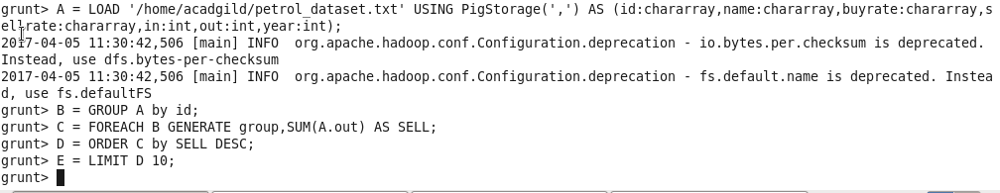 grunt> A = LOAD '/home/acadgild/petrol_dataset.txt' USING PigStorage(',') AS (id:chararray,name:chararray,buyrate:chararray,s
ellrate:chararray,in:int,out:int,year:int);
2017-04-05 11:30:42,506 [main] INFO  org.apache.hadoop.conf.Configuration.deprecation - io.bytes.per.checksum is deprecated.
Instead, use dfs.bytes-per-checksum
2017-04-05 11:30:42,506 [main] INFO  org.apache.hadoop.conf.Configuration.deprecation - fs.default.name is deprecated. Instea
d, use fs.defaultFS
grunt> B = GROUP A by id;
grunt> C = FOREACH B GENERATE group,SUM(A.out) AS SELL;
grunt> D = ORDER C by SELL DESC;
grunt> E = LIMIT D 10;
grunt>